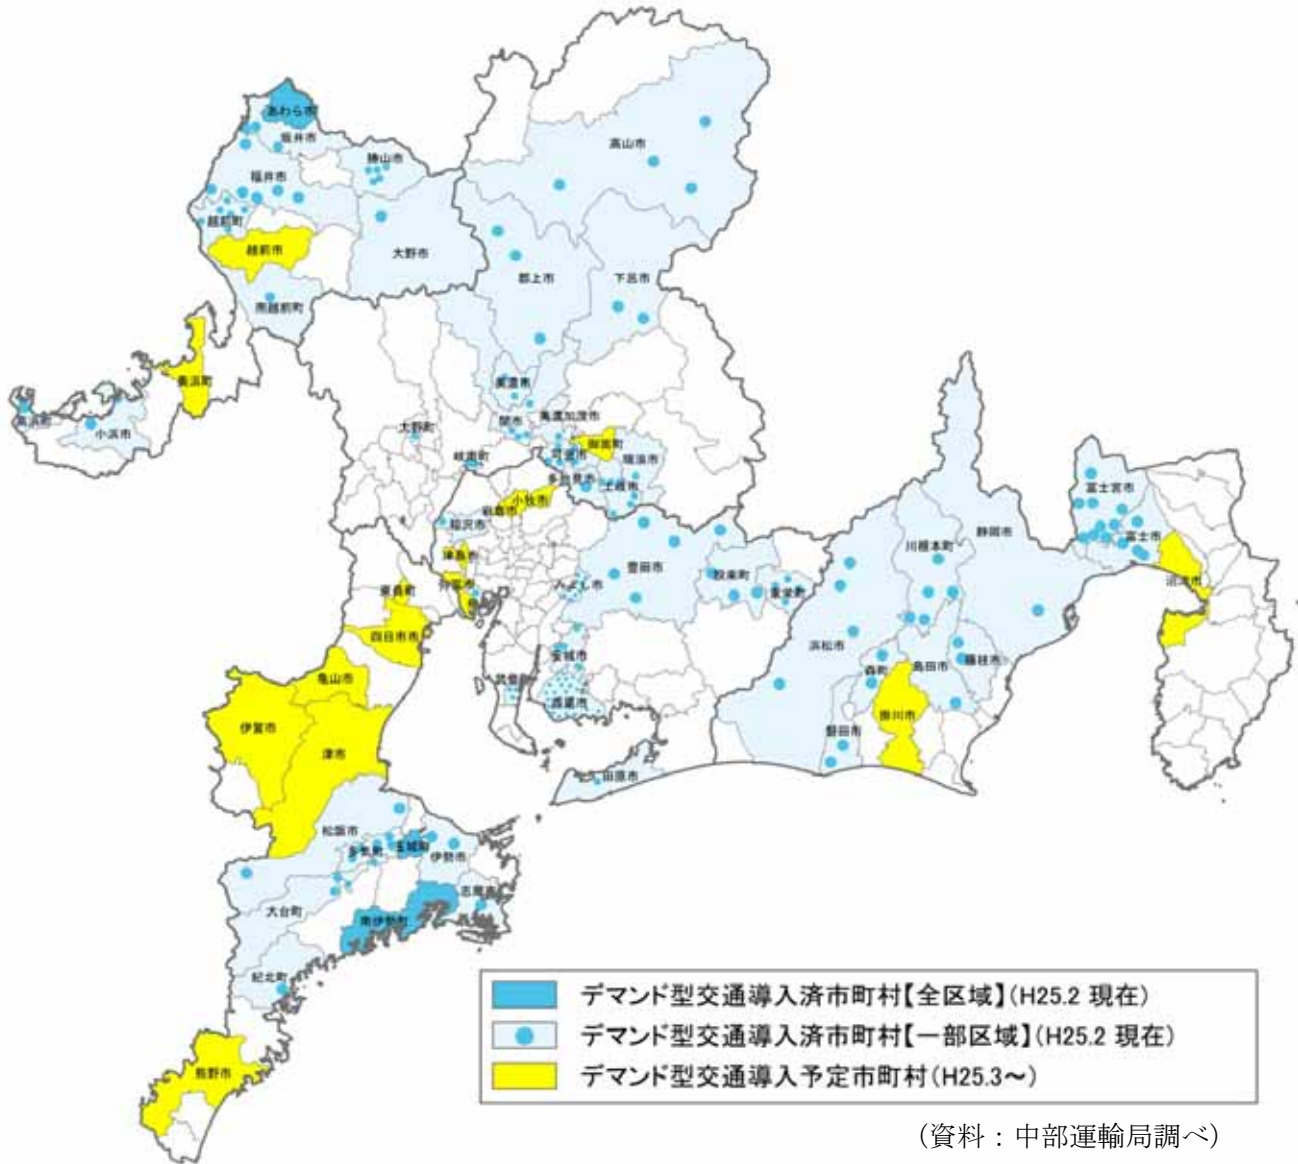 あわら市
坂井市
勝山市
高山市
福井市
越前町
越前市
大野市
郡上市
下呂市
南越前町
美浜町
美濃市
高浜町
小浜市
大野町
関市
美濃加茂市
御嵩町
可児市
瑞浪市
岐南町
多治見市
土岐市
小牧市
岩倉市
稲沢市
富士宮市
静岡市
川根本町
富士市
津島市
豊田市
設楽町
東栄町
沼津市
みよし市
東員町
四日市市
浜松市
安城市
島田市
藤枝市
森町
亀山市
武豊町
西尾市
掛川市
伊賀市
津市
磐田市
田原市
松阪市
多気町
玉城町
伊勢市
志摩市
大台町
南伊勢町
紀北町
熊野市
デマンド型交通導入済市町村【全区域】(H25.2 現在)
デマンド型交通導入済市町村【一部区域】(H25.2 現在)
デマンド型交通導入予定市町村(H25.3～)
（資料：中部運輸局調べ）